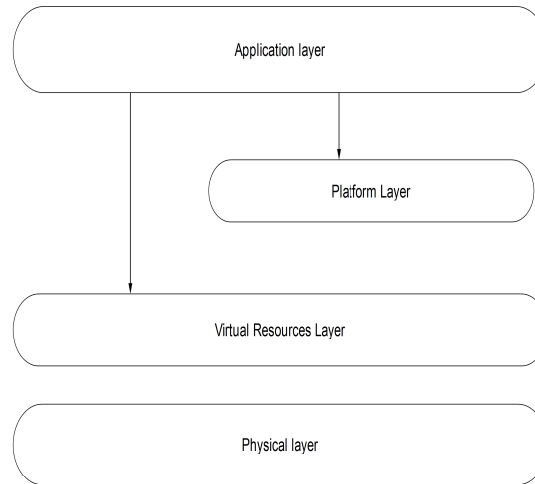 Application layer
Platform Layer
Virtual Resources Layer
Physical layer